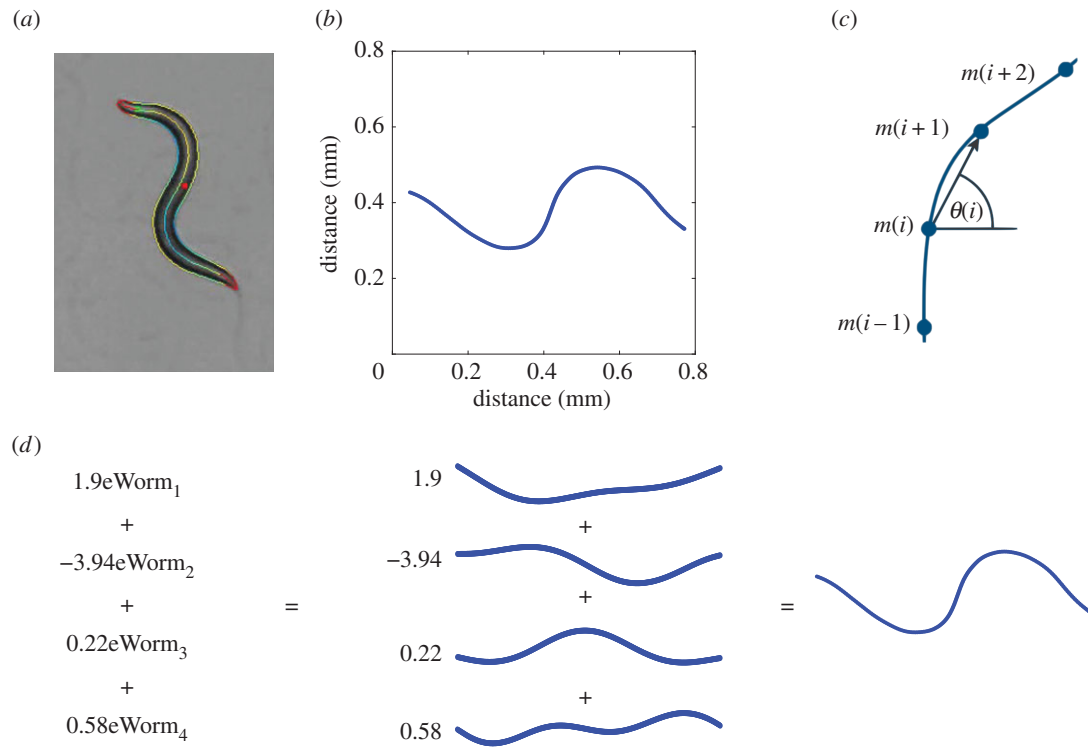 (a)
(b)
0.8
0.6
0.4
0.2
0
0.2
0.4
0.6
0.8
distance (mm)
distance (mm)
(c)
m(i + 2)
m(i + 1)
m(i)
θ(i)
m(i – 1)
(d)
1.9eWorm1
+
−3.94eWorm2
+
0.22eWorm3
+
0.58eWorm4
=
1.9
+
−3.94
+
0.22
+
0.58
=